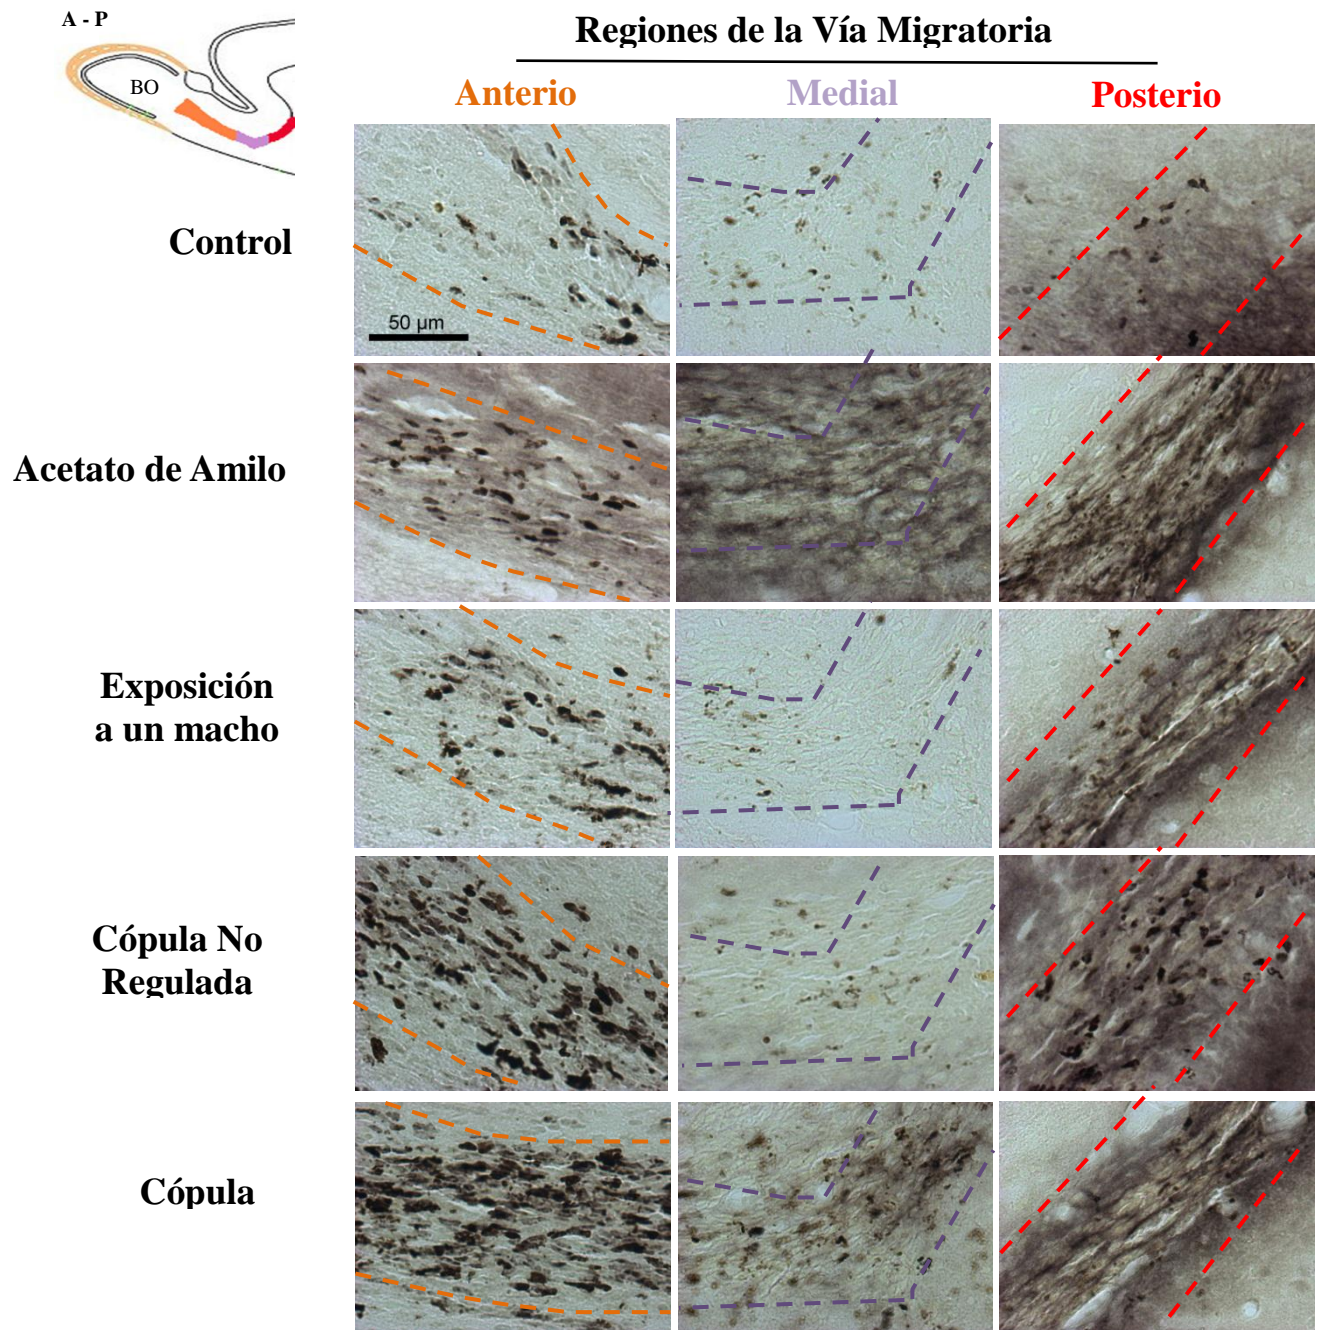 A - P
BO
Regiones de la Vía Migratoria
Anterio
Medial
Posterio
Control
50 µm
Acetato de Amilo
Exposición
a un macho
Cópula No
Regulada
Cópula